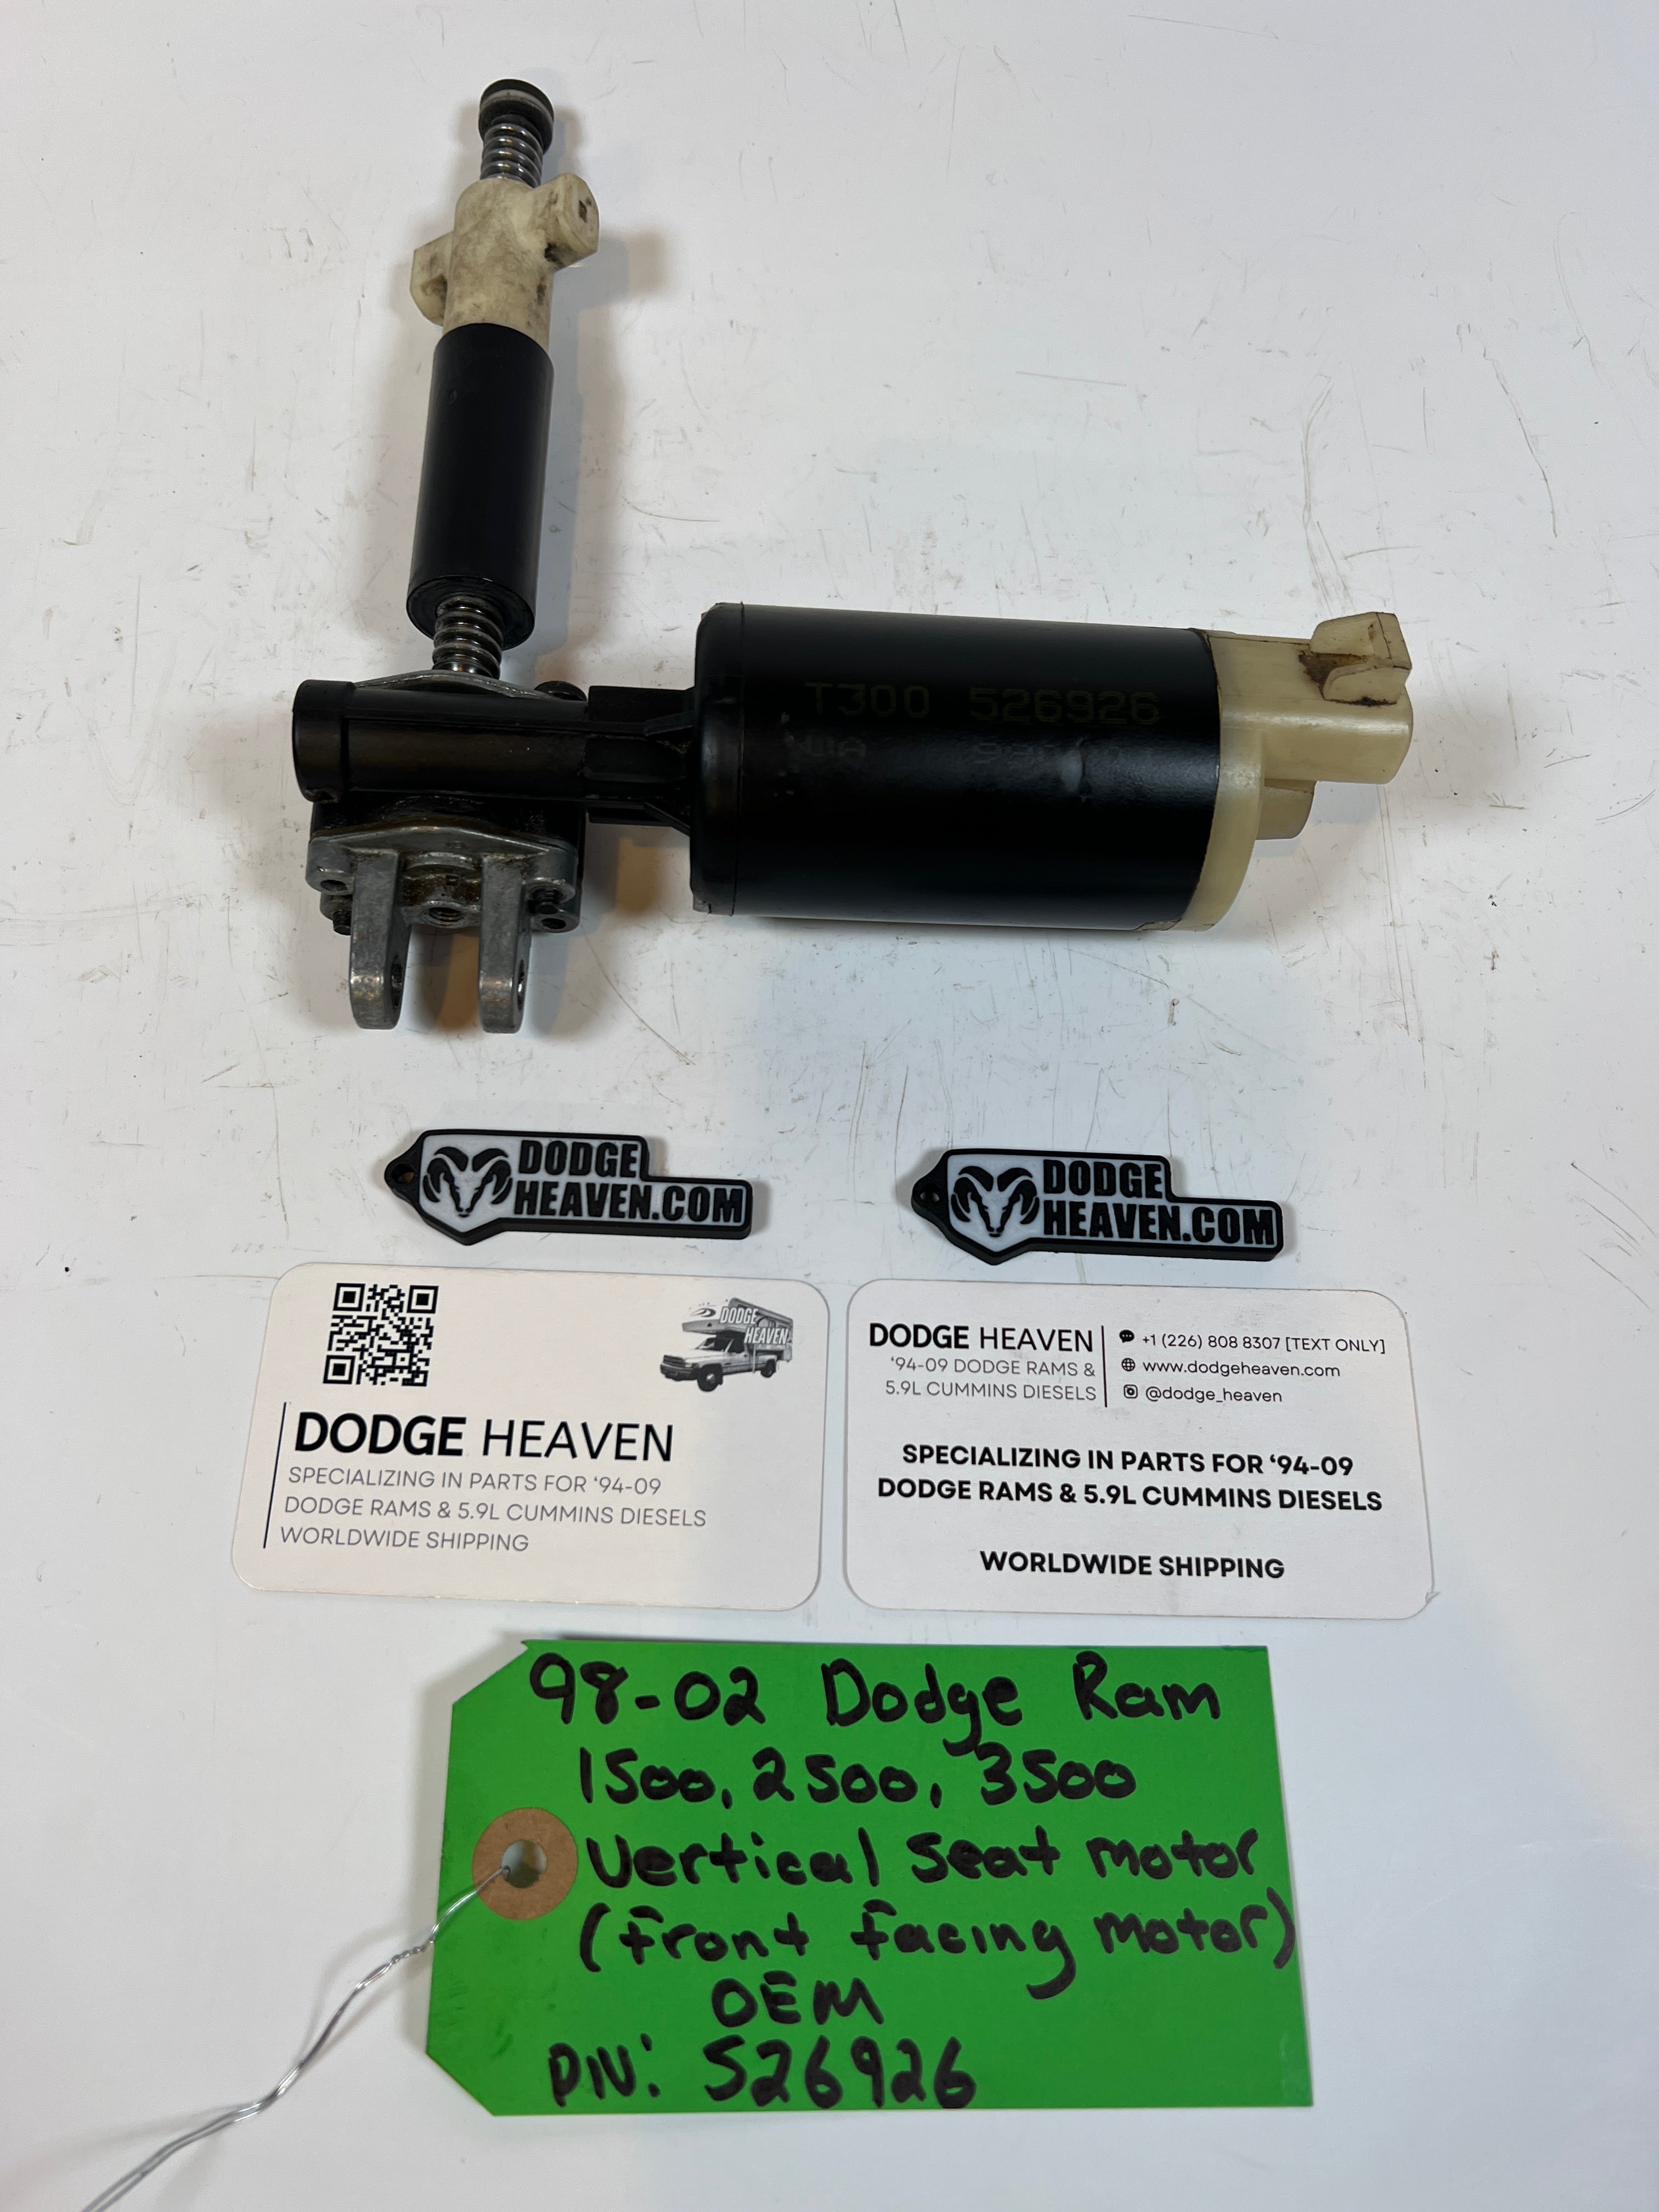 T300 526926
DODGE
HEAVEN.COM
DODGE
HEAVEN.COM
DODGE
HEAVEN
DODGE HEAVEN
SPECIALIZING IN PARTS FOR ‘94-09
DODGE RAMS & 5.9L CUMMINS DIESELS
WORLDWIDE SHIPPING
DODGE HEAVEN
‘94-09 DODGE RAMS &
5.9L CUMMINS DIESELS
+1 (226) 808 8307 [TEXT ONLY]
www.dodgeheaven.com
@dodge_heaven
SPECIALIZING IN PARTS FOR ‘94-09
DODGE RAMS & 5.9L CUMMINS DIESELS
WORLDWIDE SHIPPING
98-02 Dodge Ram
1500, 2500, 3500
Vertical seat motor
(Front facing motor)
OEM
P/N: 526926